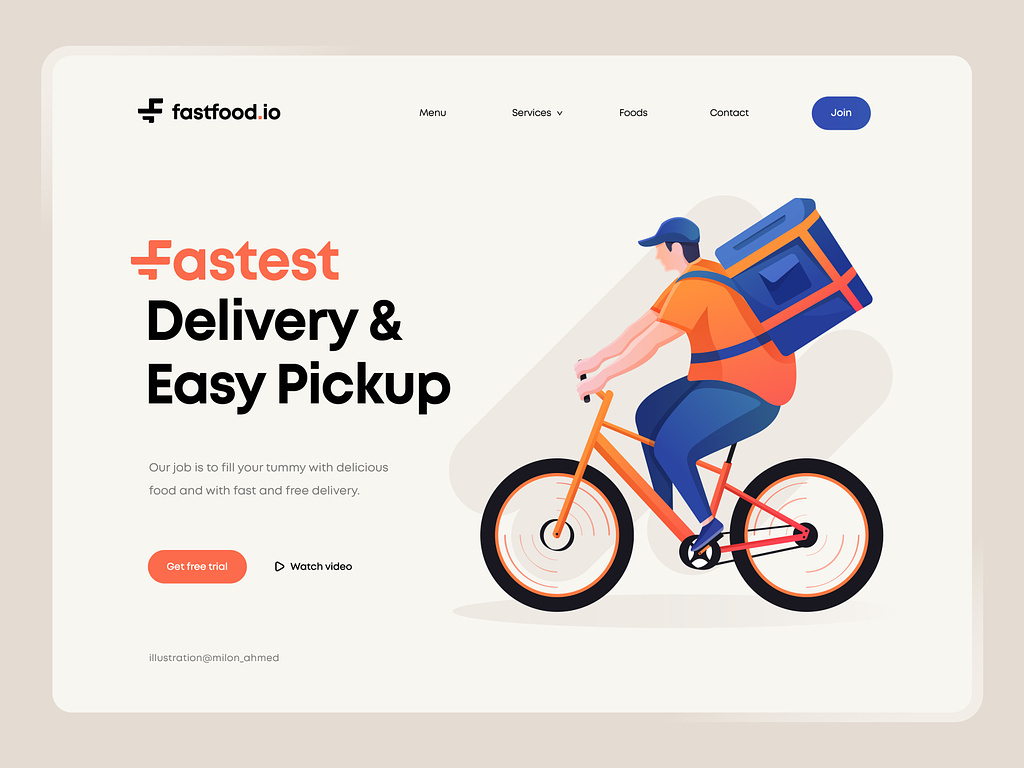 fastfood.io
Menu
Services
Foods
Contact
Join
Fastest
Delivery &
Easy Pickup
Our job is to fill your tummy with delicious
food and with fast and free delivery.
Get free trial
Watch video
illustration@milon_ahmed